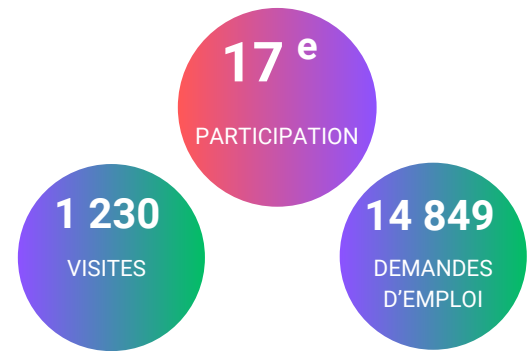 17 e
PARTICIPATION
1 230
VISITES
14 849
DEMANDES
D’EMPLOI